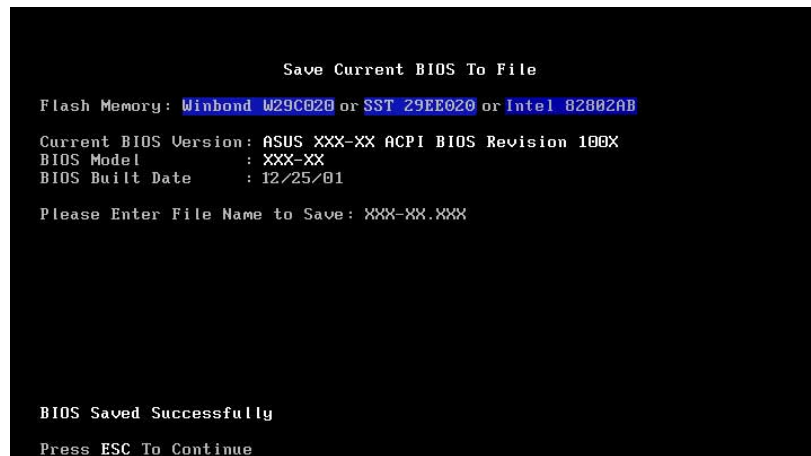 Save Current BIOS To File
Flash Memory: Winbond W29C020 or SST 29EE020 or Intel 82802AB
Current BIOS Version: ASUS XXX-XX ACPI BIOS Revision 100X
BIOS Model : XXX-XX
BIOS Built Date : 12/25/01
Please Enter File Name to Save: XXX-XX.XXX
BIOS Saved Successfully
Press ESC To Continue